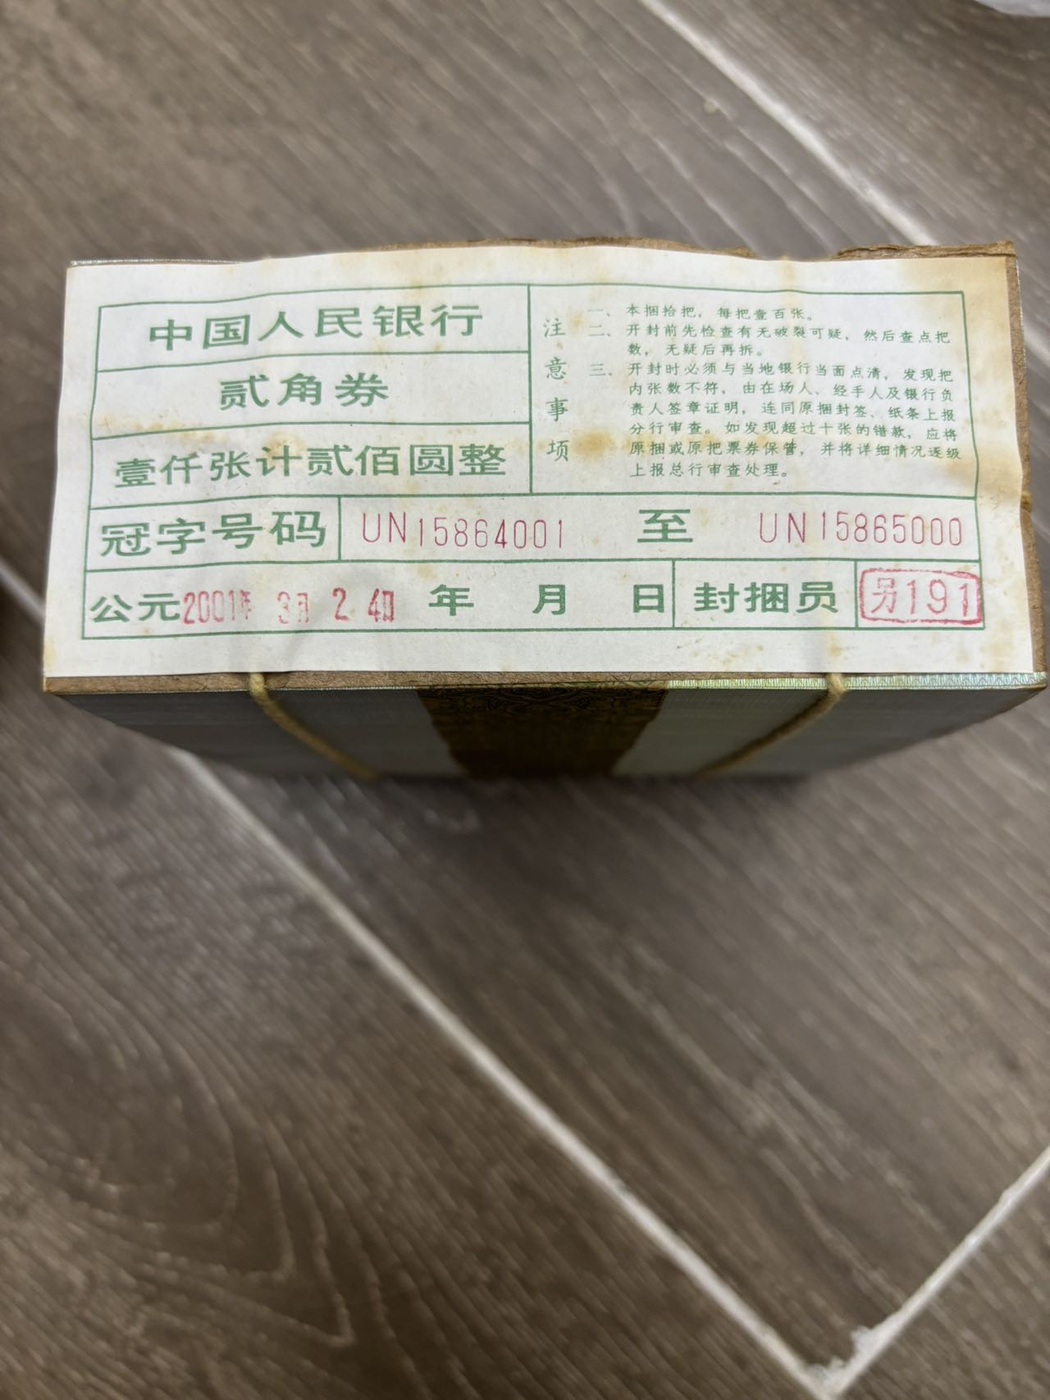 中国人民银行
贰角券
壹仟张计贰佰圆整
注意事项
一、本捆拾把，每把壹百张。
二、开封前先检查有无破裂可疑，然后查点把
数，无疑后再拆。
三、开封时必须与当地银行当面点清，发现把
内张数不符，由在场人、经手人及银行负
责人签章证明，连同原捆封签、纸条上报
分行审查。如发现超过十张的错款，应将
原捆或原把票券保管，并将详细情况逐级
上报总行审查处理。
冠字号码 UN15864001 至 UN15865000
公元2001年 3月 24日 年 月 日 封捆员 另191